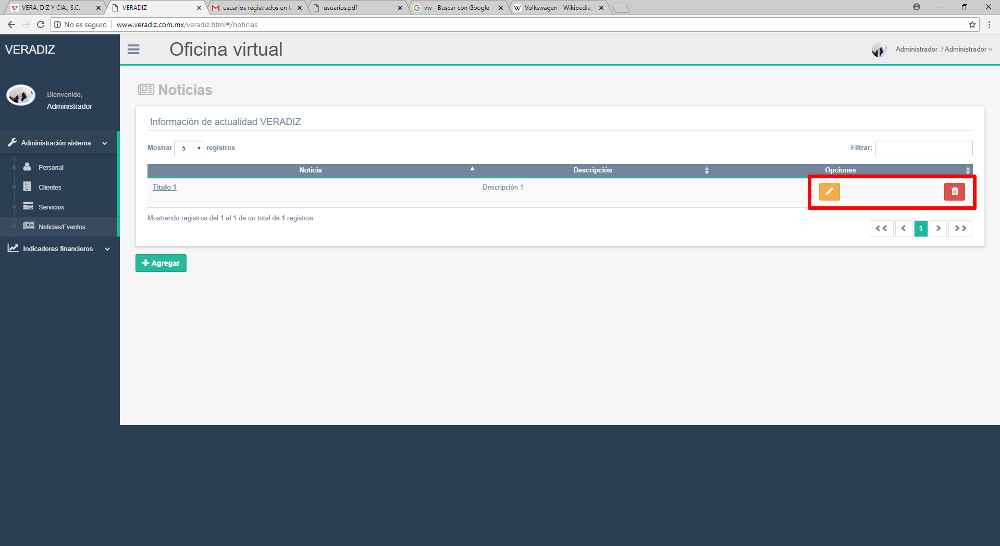 VERA, DIZ Y CIA., S.C.
VERADIZ
usuarios registrados en la
usuarios.pdf
vw - Buscar con Google
Volkswagen - Wikipedia,
No es seguro
www.veradiz.com.mx/veradiz.html#/noticias
VERADIZ
Oficina virtual
Administrador / Administrador
Bienvenido,
Administrador
Administración sistema
Personal
Clientes
Servicios
Noticias/Eventos
Indicadores financieros
Noticias
Información de actualidad VERADIZ
Mostrar 5 registros
Filtrar:
Noticia Descripción Opciones
Titulo 1 Descripción 1
Mostrando registros del 1 al 1 de un total de 1 registros
<< < 1 > >>
+ Agregar